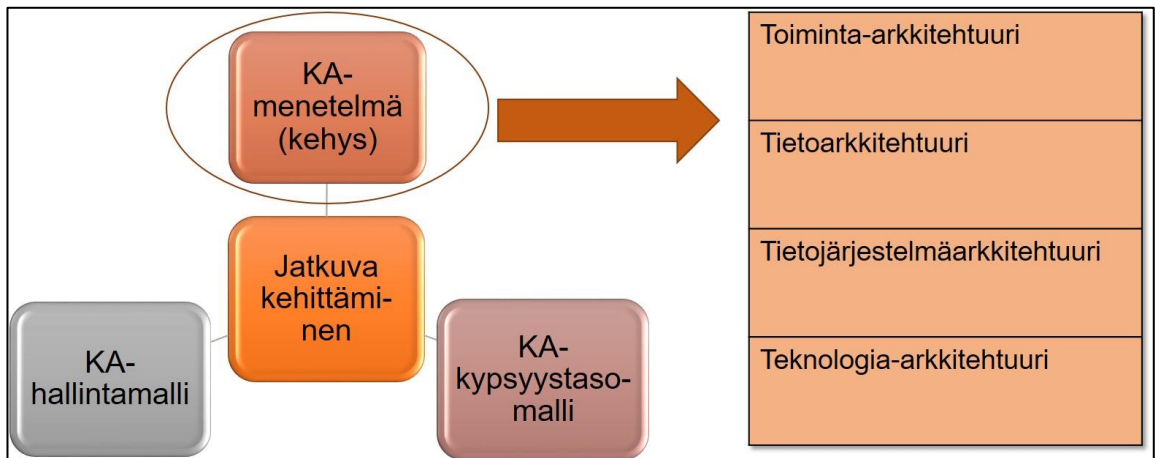 KA-
menetelmä
(kehys)
Jatkuva
kehittämi-
nen
KA-
hallintamalli
KA-
kypsyystaso-
malli
Toiminta-arkkitehtuuri
Tietoarkkitehtuuri
Tietojärjestelmäarkkitehtuuri
Teknologia-arkkitehtuuri